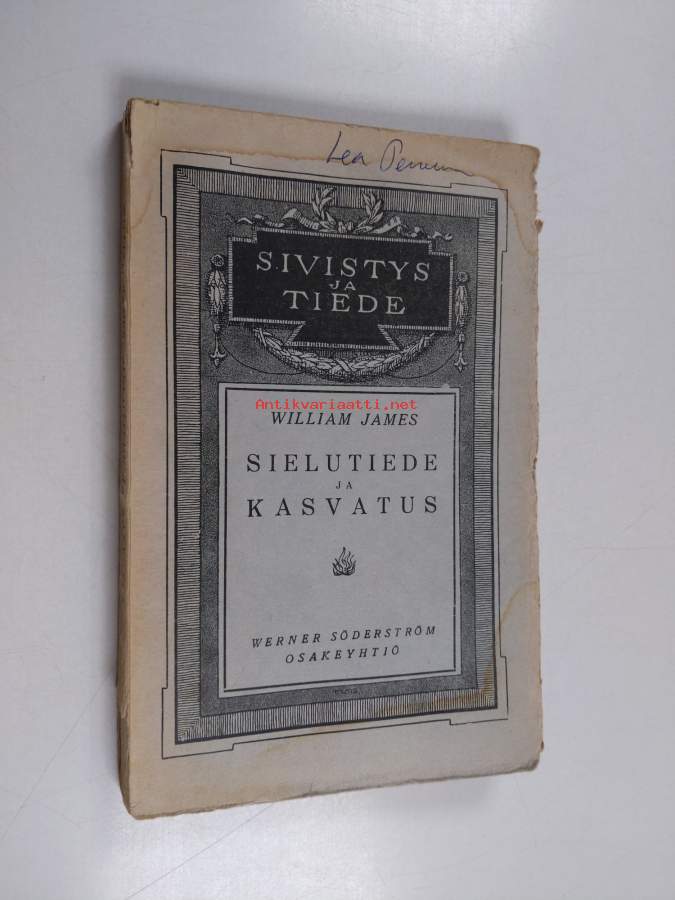 Lea
SIVISTYS
JA
TIEDE
Antikvariaatti.net
WILLIAM JAMES
SIELUTIEDE
JA
KASVATUS
WERNER SÖDERSTRÖM
OSAKEYHTIÖ